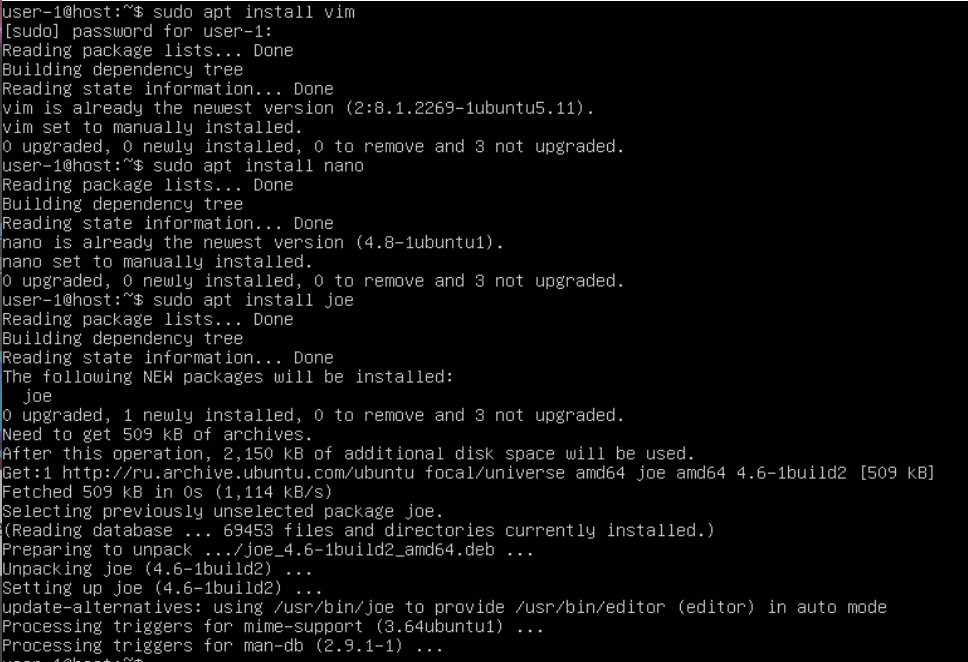 user-1@host:~$ sudo apt install vim
[sudo] password for user-1:
Reading package lists... Done
Building dependency tree
Reading state information... Done
vim is already the newest version (2:8.1.2269-1ubuntu5.11).
vim set to manually installed.
0 upgraded, 0 newly installed, 0 to remove and 3 not upgraded.
user-1@host:~$ sudo apt install nano
Reading package lists... Done
Building dependency tree
Reading state information... Done
nano is already the newest version (4.8-1ubuntu1).
nano set to manually installed.
0 upgraded, 0 newly installed, 0 to remove and 3 not upgraded.
user-1@host:~$ sudo apt install joe
Reading package lists... Done
Building dependency tree
Reading state information... Done
The following NEW packages will be installed:
  joe
0 upgraded, 1 newly installed, 0 to remove and 3 not upgraded.
Need to get 509 kB of archives.
After this operation, 2,150 kB of additional disk space will be used.
Get:1 http://ru.archive.ubuntu.com/ubuntu focal/universe amd64 joe amd64 4.6-1build2 [509 kB]
Fetched 509 kB in 0s (1,114 kB/s)
Selecting previously unselected package joe.
(Reading database ... 69453 files and directories currently installed.)
Preparing to unpack .../joe_4.6-1build2_amd64.deb ...
Unpacking joe (4.6-1build2) ...
Setting up joe (4.6-1build2) ...
update-alternatives: using /usr/bin/joe to provide /usr/bin/editor (editor) in auto mode
Processing triggers for mime-support (3.64ubuntu1) ...
Processing triggers for man-db (2.9.1-1) ...
user-1@host:~$